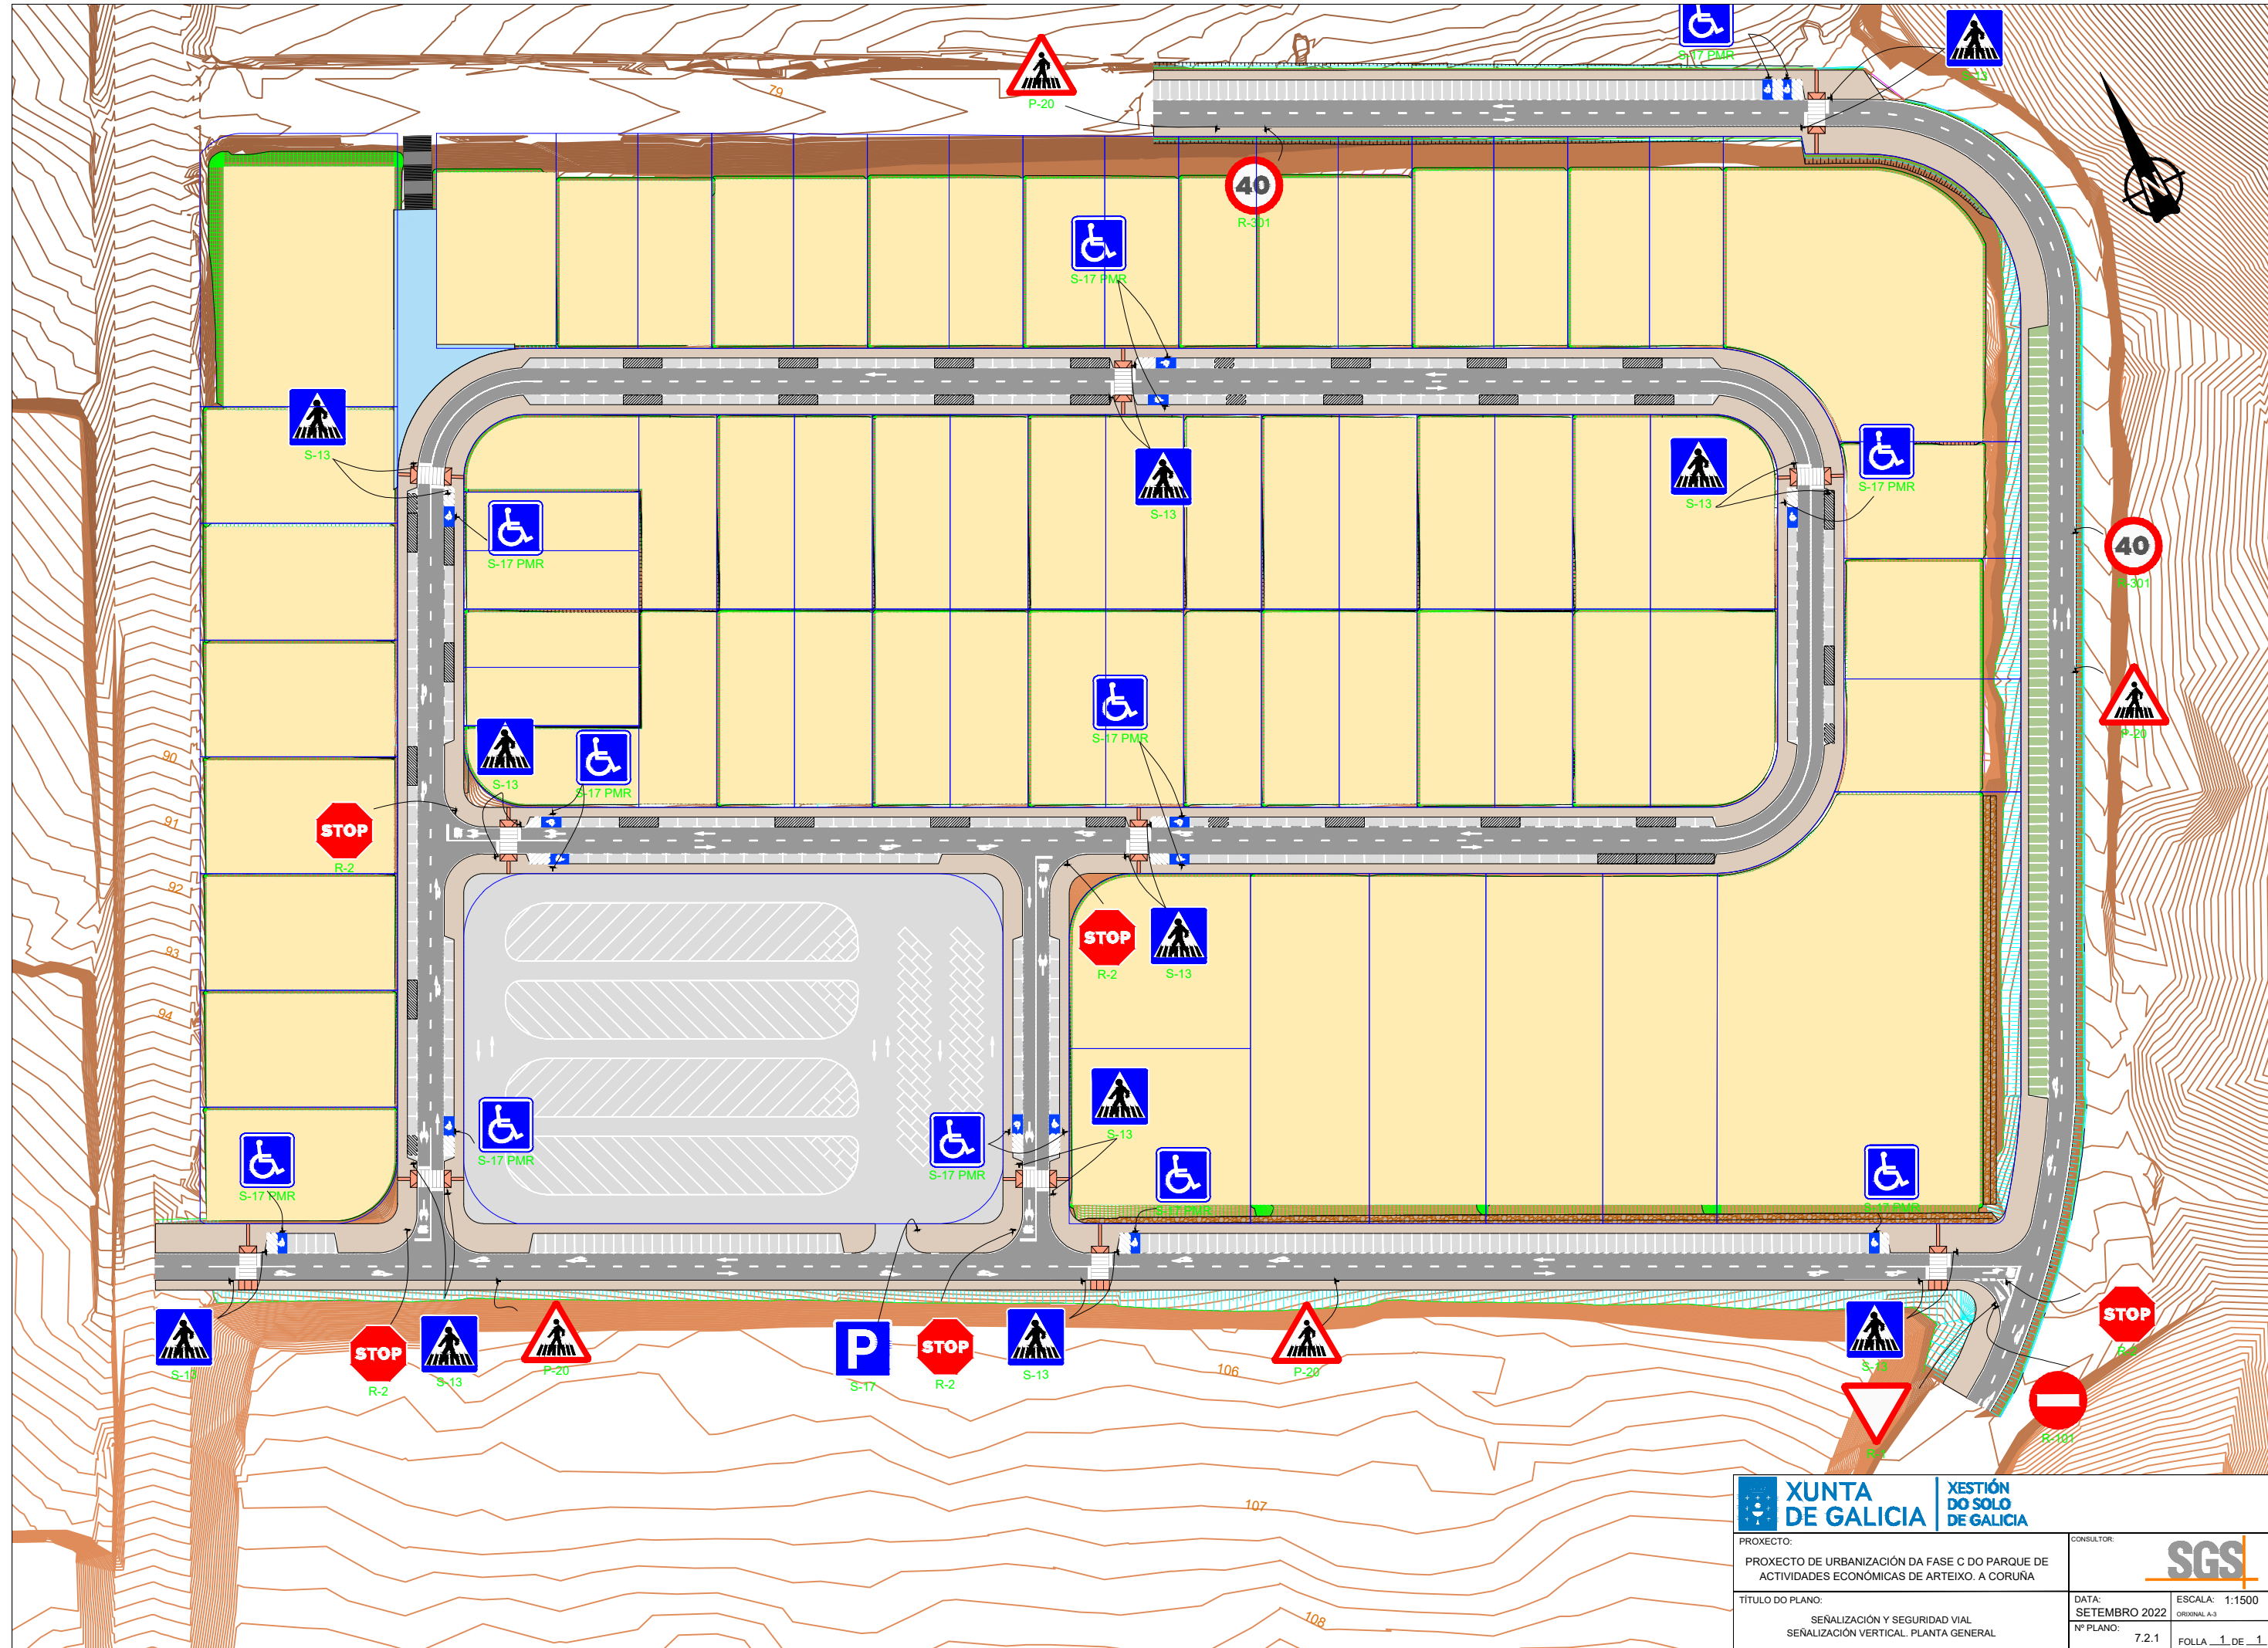 S-17 PMR
S-13
P-20
79
40
R-301
N
S-17 PMR
S-13
S-13
S-13
S-17 PMR
S-17 PMR
40
R-301
P-20
S-17 PMR
S-13
S-17 PMR
90
91
92
93
94
STOP
R-2
STOP
R-2
S-13
S-13
S-17 PMR
S-17 PMR
S-17 PMR
S-17 PMR
S-17 PMR
S-13
STOP
R-2
S-13
P-20
P
S-17
STOP
R-2
S-13
P-20
S-13
STOP
R-101
106
107
108
XUNTA
DE GALICIA
XESTIÓN
DO SOLO
DE GALICIA
PROXECTO:
PROXECTO DE URBANIZACIÓN DA FASE C DO PARQUE DE
ACTIVIDADES ECONÓMICAS DE ARTEIXO. A CORUÑA
CONSULTOR:
SGS
TÍTULO DO PLANO:
SEÑALIZACIÓN Y SEGURIDAD VIAL
SEÑALIZACIÓN VERTICAL. PLANTA GENERAL
DATA:
SETEMBRO 2022
ESCALA: 1:1500
ORIXINAL A-3
Nº PLANO:
7.2.1
FOLLA 1 DE 1